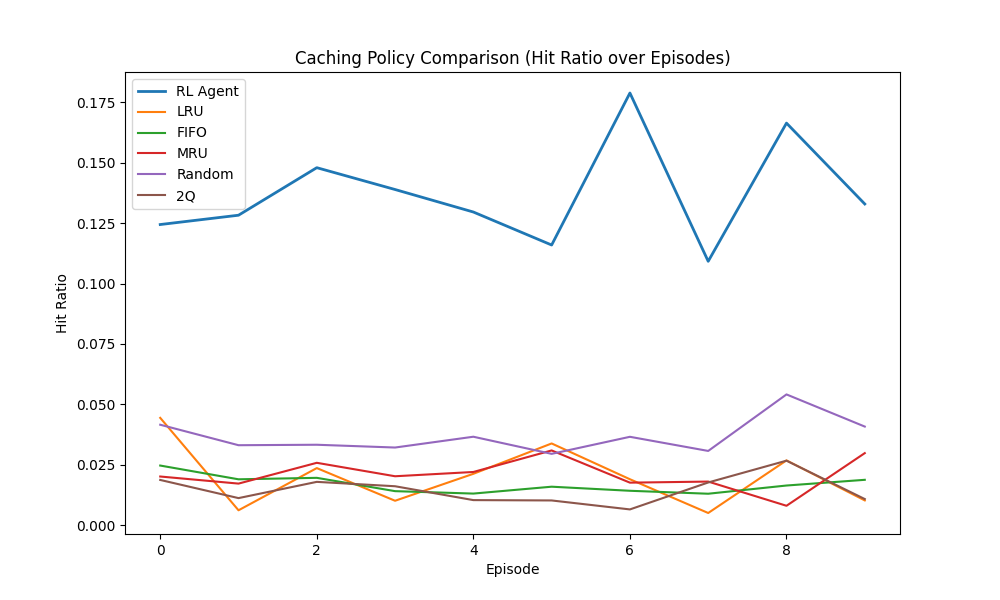 Caching Policy Comparison (Hit Ratio over Episodes)
RL Agent
LRU
FIFO
MRU
Random
2Q
0.175
0.150
0.125
0.100
0.075
0.050
0.025
0.000
Hit Ratio
0 2 4 6 8
Episode